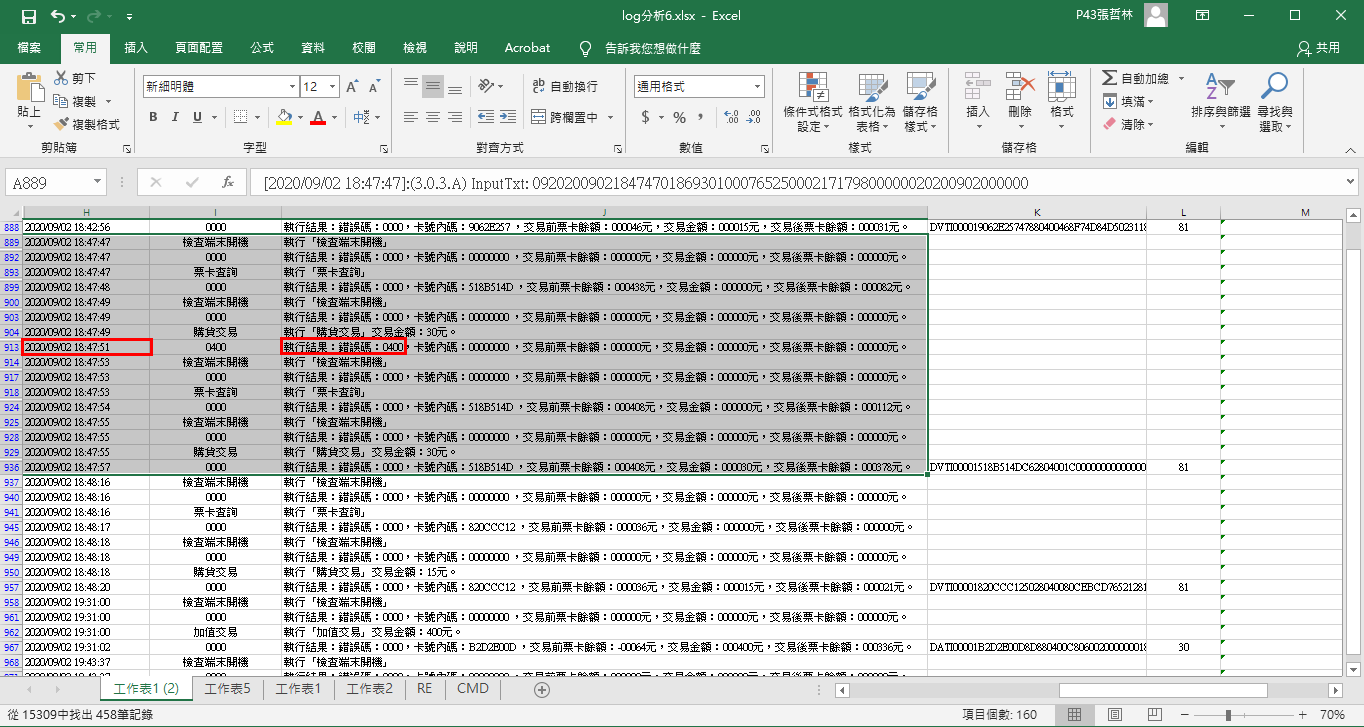 log分析6.xlsx - Excel
P43張哲林
檔案 常用 插入 頁面配置 公式 資料 校閱 檢視 說明 Acrobat 告訴我您想做什麼 共用
貼上 剪下 複製 複製格式 剪貼簿
新細明體 12 A A B I U A 中 字型
ab 自動換行 跨欄置中 對齊方式
通用格式 $ % , .00 數值
條件式格式設定 格式化為表格 儲存格樣式 樣式
插入 刪除 格式 儲存格
自動加總 填滿 清除 排序與篩選 尋找與選取 編輯
A889 fx [2020/09/02 18:47:47]:(3.0.3.A) InputTxt: 092020090218474701869301000765250002171798000000020200902000000
H I J K L M
888 2020/09/02 18:42:56 0000 執行結果：錯誤碼：0000，卡號內碼：9062E257，交易前票卡餘額：000046元，交易金額：000015元，交易後票卡餘額：000031元。 DVTI000019062E25747880400468F74D84D5023118 81
889 2020/09/02 18:47:47 檢查端末開機 執行「檢查端末開機」
892 2020/09/02 18:47:47 0000 執行結果：錯誤碼：0000，卡號內碼：00000000，交易前票卡餘額：000000元，交易金額：000000元，交易後票卡餘額：000000元。
893 2020/09/02 18:47:47 票卡查詢 執行「票卡查詢」
899 2020/09/02 18:47:48 0000 執行結果：錯誤碼：0000，卡號內碼：518B514D，交易前票卡餘額：000438元，交易金額：000000元，交易後票卡餘額：000082元。
900 2020/09/02 18:47:49 檢查端末開機 執行「檢查端末開機」
903 2020/09/02 18:47:49 0000 執行結果：錯誤碼：0000，卡號內碼：00000000，交易前票卡餘額：000000元，交易金額：000000元，交易後票卡餘額：000000元。
904 2020/09/02 18:47:49 購貨交易 執行「購貨交易」交易金額：30元。
913 2020/09/02 18:47:51 0400 執行結果：錯誤碼：0400，卡號內碼：00000000，交易前票卡餘額：000000元，交易金額：000000元，交易後票卡餘額：000000元。
914 2020/09/02 18:47:53 檢查端末開機 執行「檢查端末開機」
917 2020/09/02 18:47:53 0000 執行結果：錯誤碼：0000，卡號內碼：00000000，交易前票卡餘額：000000元，交易金額：000000元，交易後票卡餘額：000000元。
918 2020/09/02 18:47:53 票卡查詢 執行「票卡查詢」
924 2020/09/02 18:47:54 0000 執行結果：錯誤碼：0000，卡號內碼：518B514D，交易前票卡餘額：000408元，交易金額：000000元，交易後票卡餘額：000112元。
925 2020/09/02 18:47:55 檢查端末開機 執行「檢查端末開機」
928 2020/09/02 18:47:55 0000 執行結果：錯誤碼：0000，卡號內碼：00000000，交易前票卡餘額：000000元，交易金額：000000元，交易後票卡餘額：000000元。
929 2020/09/02 18:47:55 購貨交易 執行「購貨交易」交易金額：30元。
936 2020/09/02 18:47:57 0000 執行結果：錯誤碼：0000，卡號內碼：518B514D，交易前票卡餘額：000408元，交易金額：000030元，交易後票卡餘額：000378元。 DVTI00001518B514DC62804001C0000000000000 81
937 2020/09/02 18:48:16 檢查端末開機 執行「檢查端末開機」
940 2020/09/02 18:48:16 0000 執行結果：錯誤碼：0000，卡號內碼：00000000，交易前票卡餘額：000000元，交易金額：000000元，交易後票卡餘額：000000元。
941 2020/09/02 18:48:16 票卡查詢 執行「票卡查詢」
945 2020/09/02 18:48:17 0000 執行結果：錯誤碼：0000，卡號內碼：820CCC12，交易前票卡餘額：000036元，交易金額：000000元，交易後票卡餘額：000000元。
946 2020/09/02 18:48:18 檢查端末開機 執行「檢查端末開機」
949 2020/09/02 18:48:18 0000 執行結果：錯誤碼：0000，卡號內碼：00000000，交易前票卡餘額：000000元，交易金額：000000元，交易後票卡餘額：000000元。
950 2020/09/02 18:48:18 購貨交易 執行「購貨交易」交易金額：15元。
957 2020/09/02 18:48:20 0000 執行結果：錯誤碼：0000，卡號內碼：820CCC12，交易前票卡餘額：000036元，交易金額：000015元，交易後票卡餘額：000021元。 DVTI00001820CCC125028040080CEBCD76521281 81
958 2020/09/02 19:31:00 檢查端末開機 執行「檢查端末開機」
961 2020/09/02 19:31:00 0000 執行結果：錯誤碼：0000，卡號內碼：00000000，交易前票卡餘額：000000元，交易金額：000000元，交易後票卡餘額：000000元。
962 2020/09/02 19:31:00 加值交易 執行「加值交易」交易金額：400元。
967 2020/09/02 19:31:02 0000 執行結果：錯誤碼：0000，卡號內碼：B2D2E00D，交易前票卡餘額：-00064元，交易金額：000400元，交易後票卡餘額：000336元。 DATI00001B2D2E00D8D880400C80600200000018 30
968 2020/09/02 19:43:37 檢查端末開機 執行「檢查端末開機」
工作表1 (2) 工作表5 工作表1 工作表2 RE CMD
從 15309中找出 458筆記錄 項目個數: 160 70%